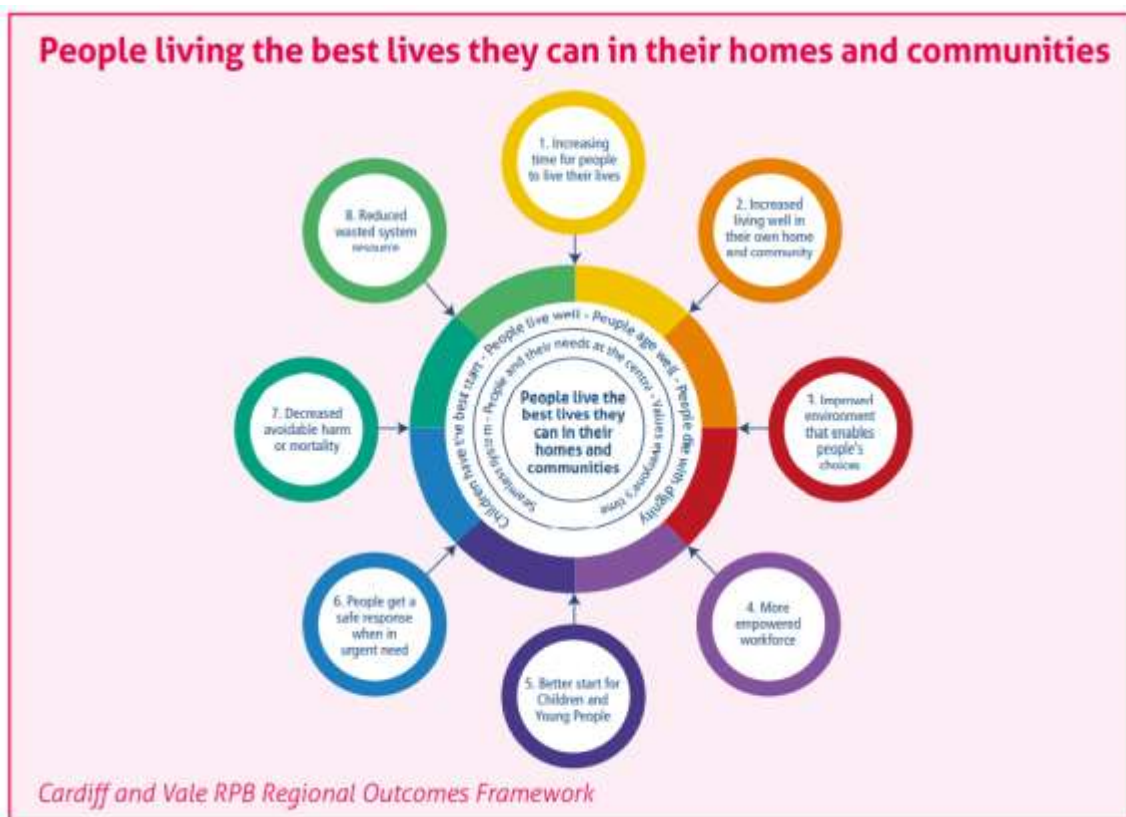 People living the best lives they can in their homes and communities
1. Increasing
time for people
to live their lives
2. Increased
living well in
their own home
and community
3. Improved
environment
that enables
people's
choices
4. More
empowered
workforce
5. Better start for
Children and
Young People
6. People get a
safe response
when in
urgent need
7. Decreased
avoidable harm
or mortality
8. Reduced
wasted system
resource
Children have the best start - People live well - People age well - People die with dignity
Seamless system - People and their needs at the centre - Values everyone's time
People live the
best lives they
can in their
homes and
communities
Cardiff and Vale RPB Regional Outcomes Framework